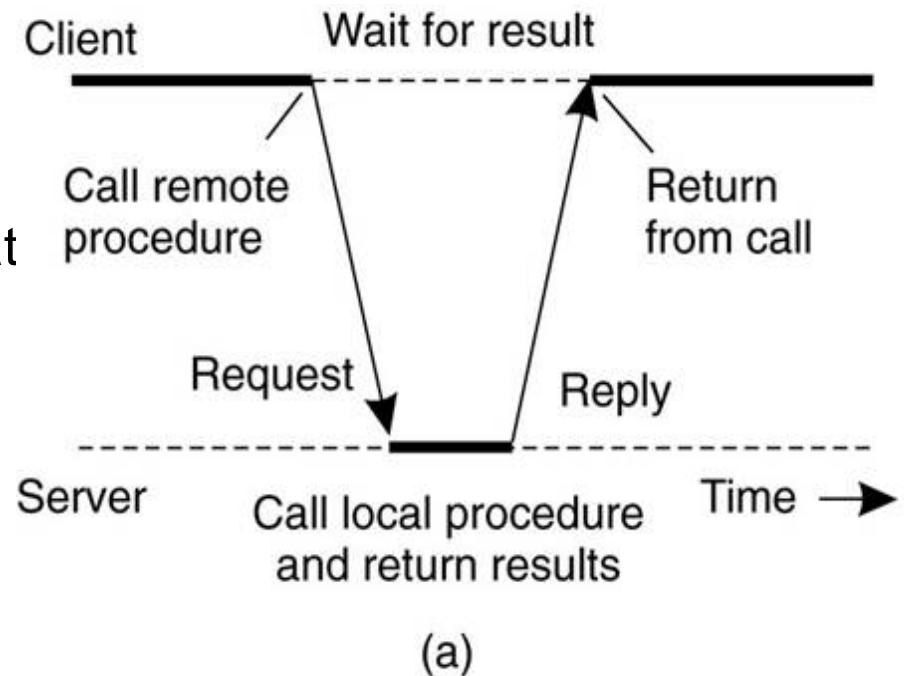 Client
Wait for result
Call remote
procedure
Return
from call
Request
Reply
Server
Call local procedure
and return results
Time
(a)